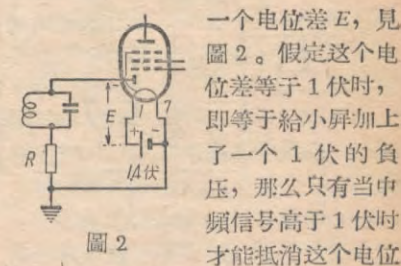 一个电位差 E，見
圖 2。假定这个电
位差等于 1 伏时，
即等于給小屏加上
了一个 1 伏的負
压，那么只有当中
頻信号高于 1 伏时
才能抵消这个电位
E
1
7
+
-
1.4伏
R
圖 2